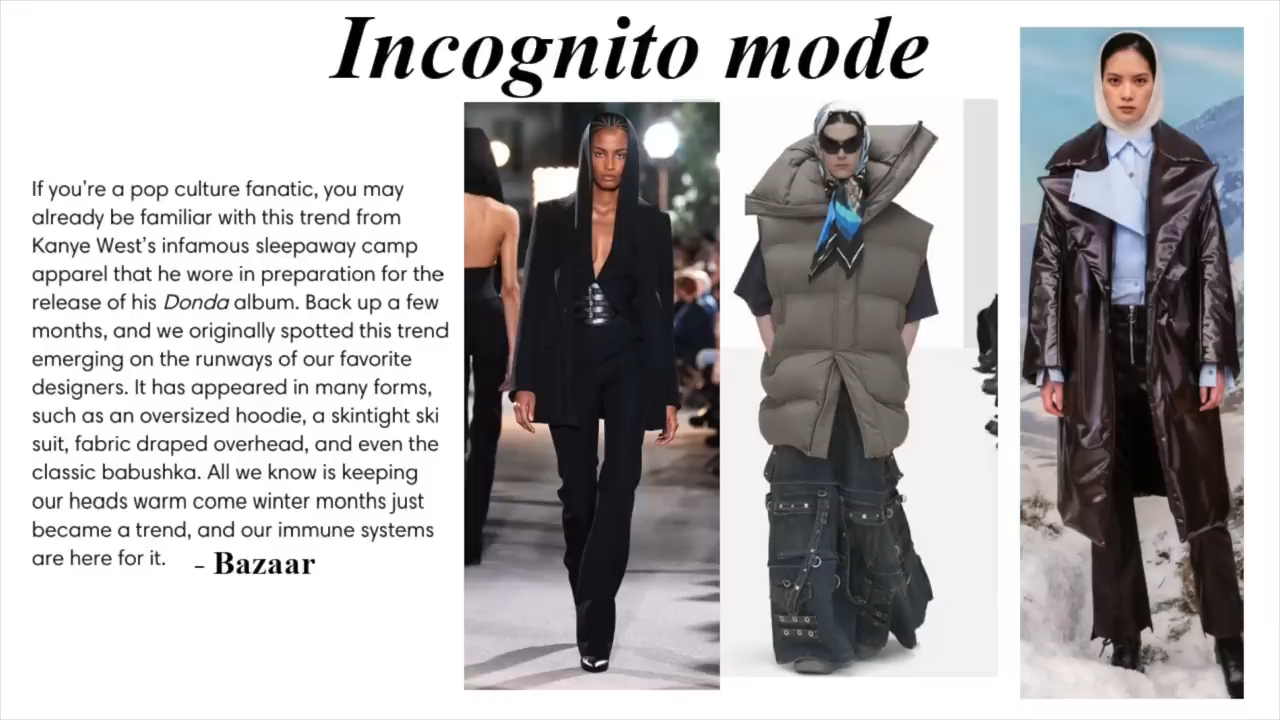 Incognito mode
If you're a pop culture fanatic, you may
already be familiar with this trend from
Kanye West's infamous sleepaway camp
apparel that he wore in preparation for the
release of his Donda album. Back up a few
months, and we originally spotted this trend
emerging on the runways of our favorite
designers. It has appeared in many forms,
such as an oversized hoodie, a skintight ski
suit, fabric draped overhead, and even the
classic babushka. All we know is keeping
our heads warm come winter months just
became a trend, and our immune systems
are here for it. - Bazaar